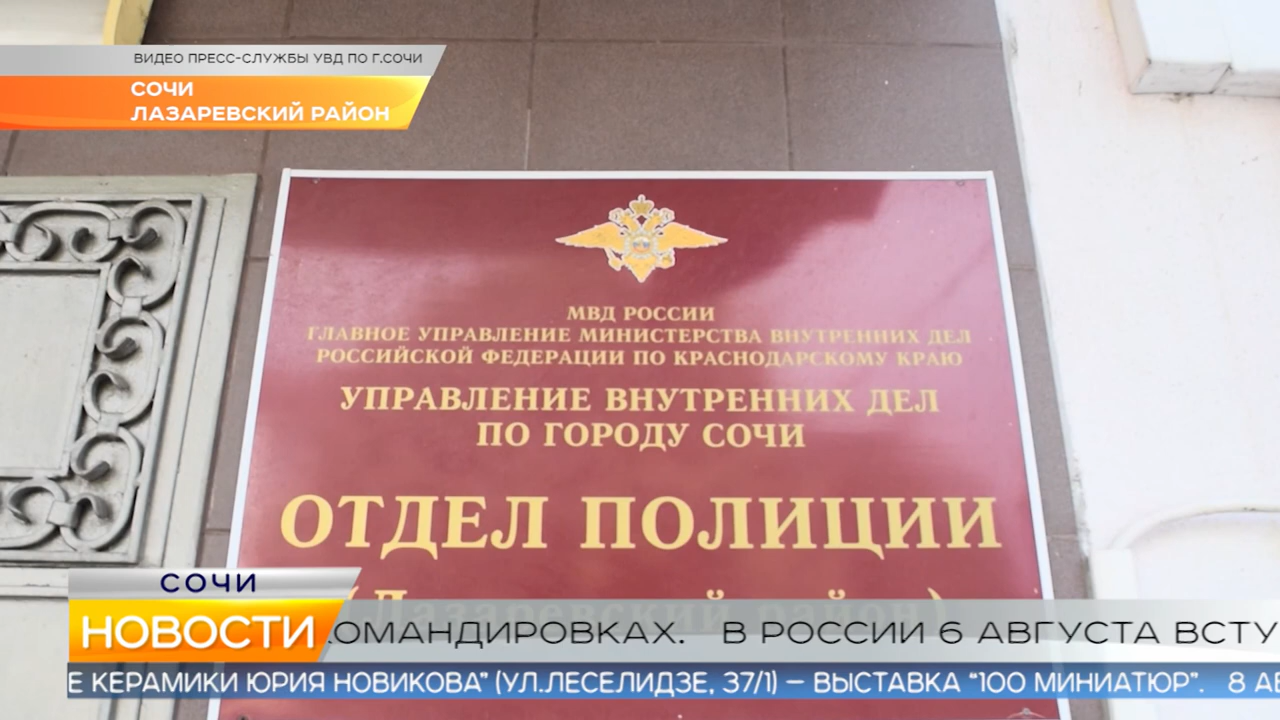 ВИДЕО ПРЕСС-СЛУЖБЫ УВД ПО Г.СОЧИ
СОЧИ
ЛАЗАРЕВСКИЙ РАЙОН
МВД РОССИИ
ГЛАВНОЕ УПРАВЛЕНИЕ МИНИСТЕРСТВА ВНУТРЕННИХ ДЕЛ
РОССИЙСКОЙ ФЕДЕРАЦИИ ПО КРАСНОДАРСКОМУ КРАЮ
УПРАВЛЕНИЕ ВНУТРЕННИХ ДЕЛ
ПО ГОРОДУ СОЧИ
ОТДЕЛ ПОЛИЦИИ
(Лазаревский район)
СОЧИ
НОВОСТИ
КОМАНДИРОВКАХ. В РОССИИ 6 АВГУСТА ВСТУ
Е КЕРАМИКИ ЮРИЯ НОВИКОВА” (УЛ.ЛЕСЕЛИДЗЕ, 37/1) – ВЫСТАВКА “100 МИНИАТЮР”. 8 АВ